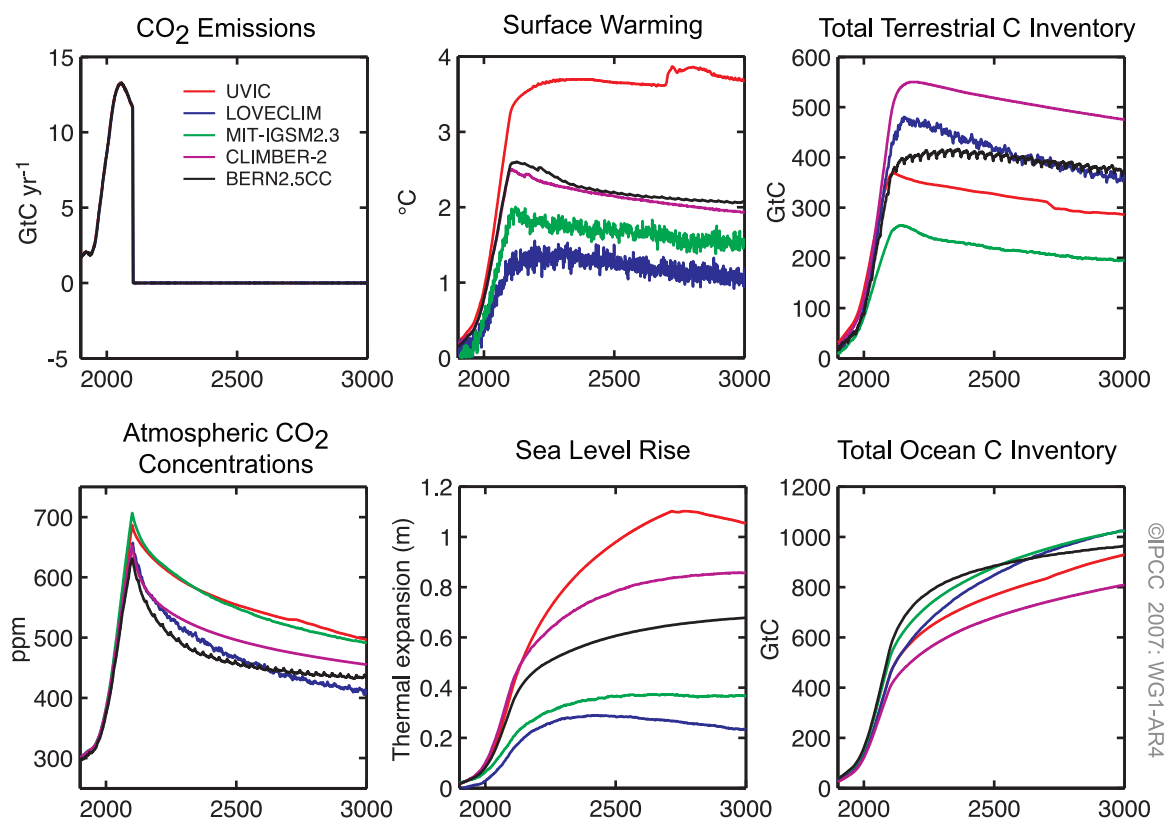 CO2 Emissions
GtC yr-1
15
10
5
0
-5
2000
2500
3000
UVIC
LOVECLIM
MIT-IGSM2.3
CLIMBER-2
BERN2.5CC
Surface Warming
°C
4
3
2
1
0
2000
2500
3000
Total Terrestrial C Inventory
GtC
600
500
400
300
200
100
0
2000
2500
3000
Atmospheric CO2
Concentrations
ppm
700
600
500
400
300
2000
2500
3000
Sea Level Rise
Thermal expansion (m)
1.2
1
0.8
0.6
0.4
0.2
0
2000
2500
3000
Total Ocean C Inventory
GtC
1200
1000
800
600
400
200
0
2000
2500
3000
©IPCC 2007: WG1-AR4